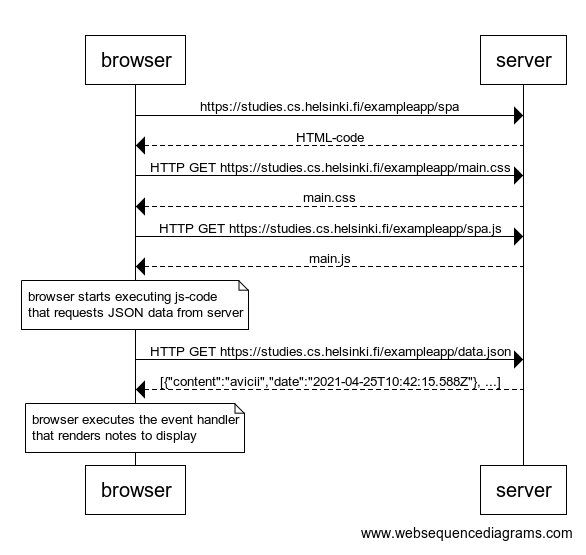 browser
server
https://studies.cs.helsinki.fi/exampleapp/spa
HTML-code
HTTP GET https://studies.cs.helsinki.fi/exampleapp/main.css
main.css
HTTP GET https://studies.cs.helsinki.fi/exampleapp/spa.js
main.js
browser starts executing js-code
that requests JSON data from server
HTTP GET https://studies.cs.helsinki.fi/exampleapp/data.json
[{"content":"avicii","date":"2021-04-25T10:42:15.588Z"}, ...]
browser executes the event handler
that renders notes to display
browser
server
www.websequencediagrams.com